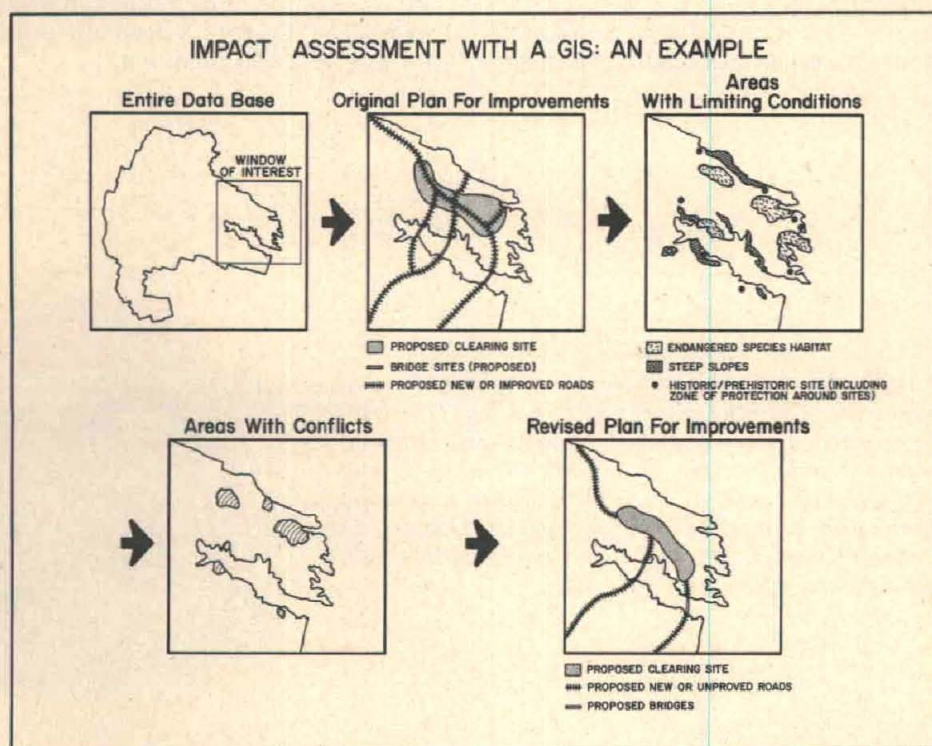 IMPACT ASSESSMENT WITH A GIS: AN EXAMPLE
Entire Data Base
WINDOW
OF INTEREST
Original Plan For Improvements
PROPOSED CLEARING SITE
BRIDGE SITES (PROPOSED)
PROPOSED NEW OR IMPROVED ROADS
Areas
With Limiting Conditions
ENDANGERED SPECIES HABITAT
STEEP SLOPES
HISTORIC/PREHISTORIC SITE (INCLUDING
ZONE OF PROTECTION AROUND SITES)
Areas With Conflicts
Revised Plan For Improvements
PROPOSED CLEARING SITE
PROPOSED NEW OR UNPROVED ROADS
PROPOSED BRIDGES